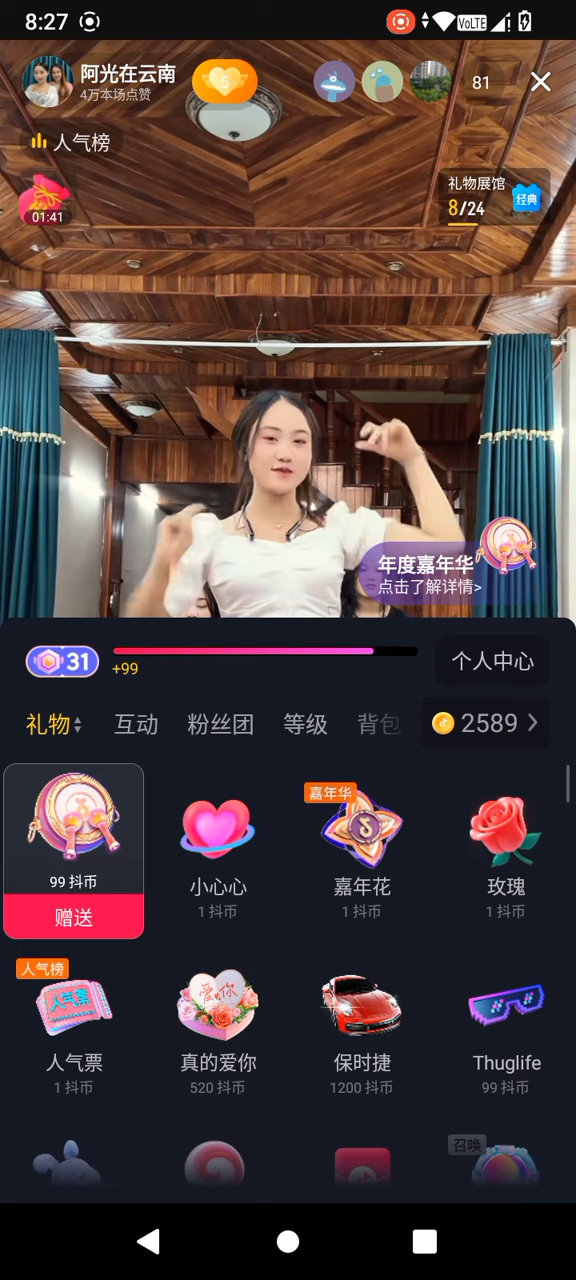 8:27
VoLTE
阿光在云南
4万本场点赞
5
81
人气榜
01:41
礼物展馆
8/24
经典
年度嘉年华
点击了解详情>
31
+99
个人中心
礼物
互动
粉丝团
等级
背包
2589
99 抖币
赠送
小心心
1 抖币
嘉年华
嘉年花
1 抖币
玫瑰
1 抖币
人气榜
人气票
人气票
1 抖币
爱你
真的爱你
520 抖币
保时捷
1200 抖币
Thuglife
99 抖币
召唤